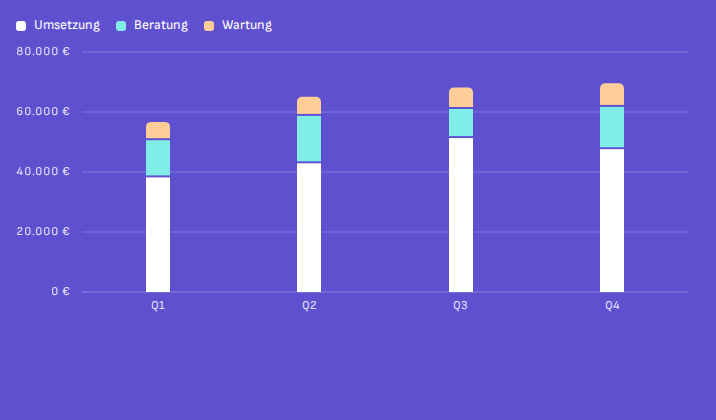 Umsetzung Beratung Wartung
80.000 €
60.000 €
40.000 €
20.000 €
0 €
Q1 Q2 Q3 Q4